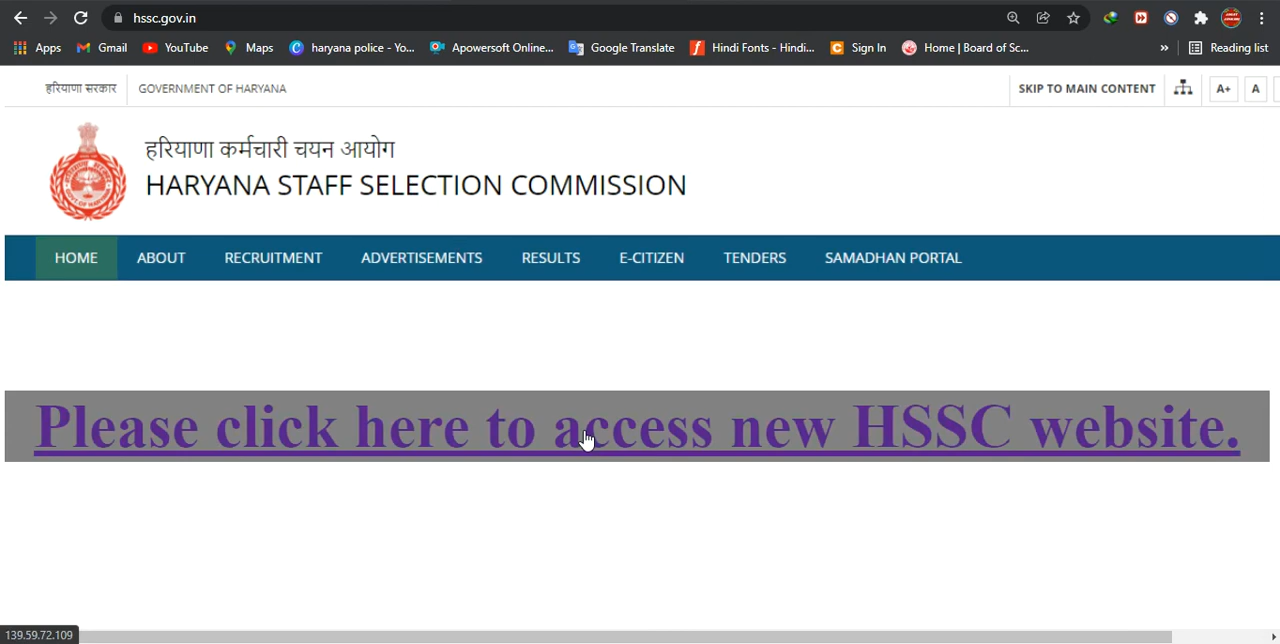 hssc.gov.in
Apps Gmail YouTube Maps haryana police - Yo... Apowersoft Online... Google Translate Hindi Fonts - Hindi... Sign In Home | Board of Sc... » Reading list
हरियाणा सरकार GOVERNMENT OF HARYANA SKIP TO MAIN CONTENT A+ A
हरियाणा कर्मचारी चयन आयोग
HARYANA STAFF SELECTION COMMISSION
HOME ABOUT RECRUITMENT ADVERTISEMENTS RESULTS E-CITIZEN TENDERS SAMADHAN PORTAL
Please click here to access new HSSC website.
139.59.72.109